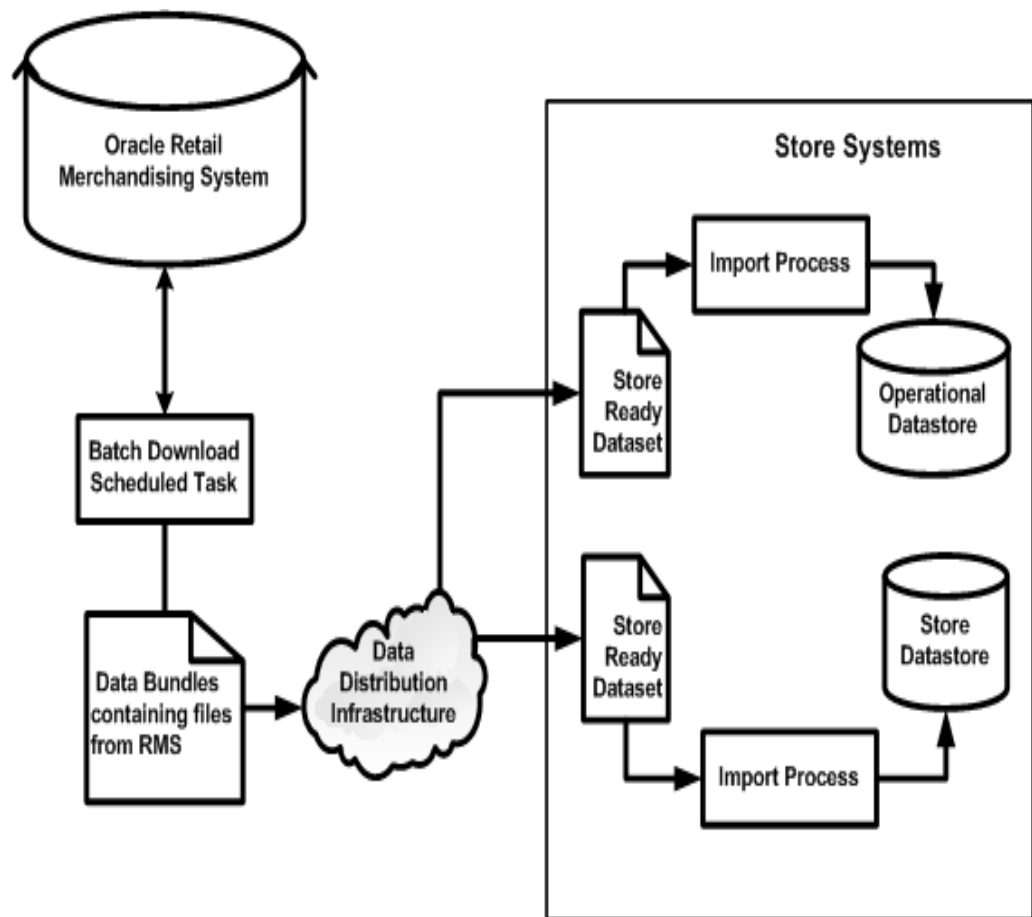 Oracle Retail
Merchandising System
Batch Download
Scheduled Task
Data Bundles
containing files
from RMS
Data
Distribution
Infrastructure
Store Systems
Import Process
Store
Ready
Dataset
Operational
Datastore
Store
Ready
Dataset
Store
Datastore
Import Process